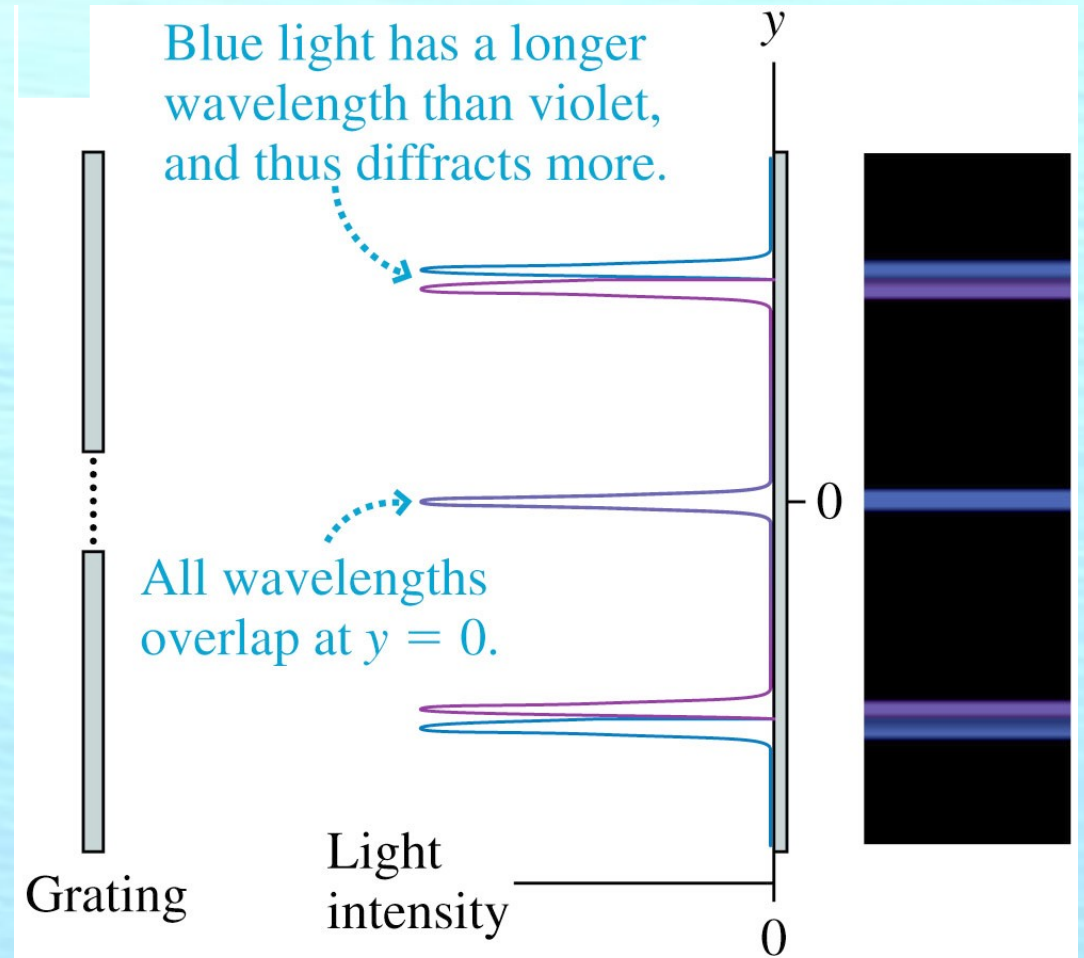 y
Blue light has a longer
wavelength than violet,
and thus diffracts more.
0
All wavelengths
overlap at y = 0.
Light
intensity
Grating
0